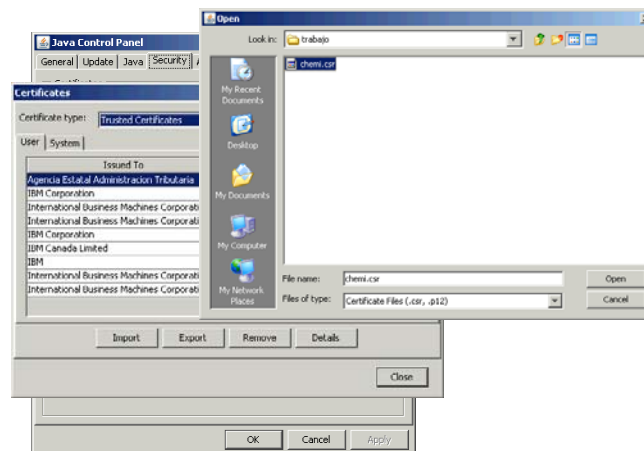 Open
Look in: trabajo
My Recent
Documents
Desktop
My Documents
My Computer
My Network
Places
chemi.csr
File name: chemi.csr Open
Files of type: Certificate Files (.csr, .p12) Cancel
Java Control Panel
General Update Java Security
Certificates
Certificate type: Trusted Certificates
User System
Issued To
Agencia Estatal Administracion Tributaria
IBM Corporation
International Business Machines Corporati
International Business Machines Corporati
IBM Corporation
IBM Canada Limited
IBM
International Business Machines Corporati
International Business Machines Corporati
Import Export Remove Details
Close
OK Cancel Apply